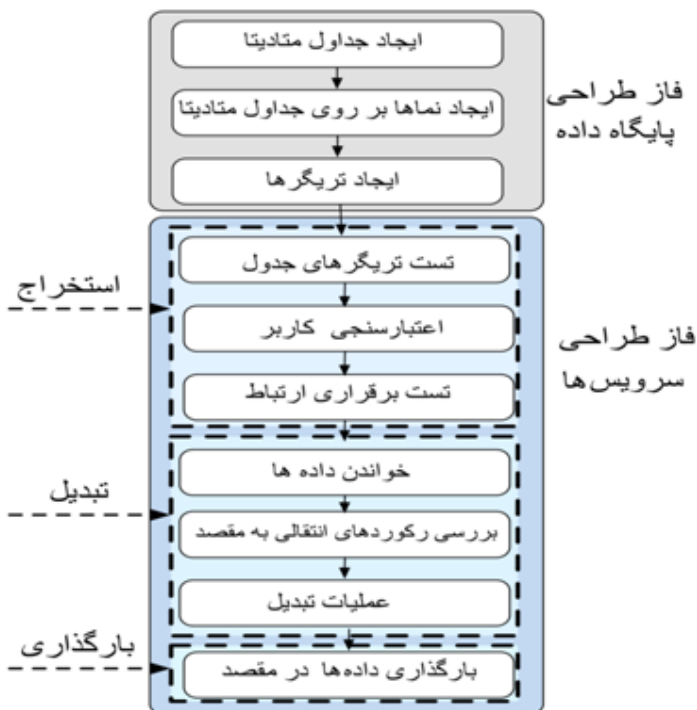 ایجاد جداول متادیتا
ایجاد نماها بر روی جداول متادیتا
ایجاد تریگرها
فاز طراحی
پایگاه داده
تست تریگرهای جدول
اعتبارسنجی کاربر
تست برقراری ارتباط
استخراج
فاز طراحی
سرویس‌ها
خواندن داده ها
بررسی رکوردهای انتقالی به مقصد
عملیات تبدیل
تبدیل
بارگذاری داده‌ها در مقصد
بارگذاری